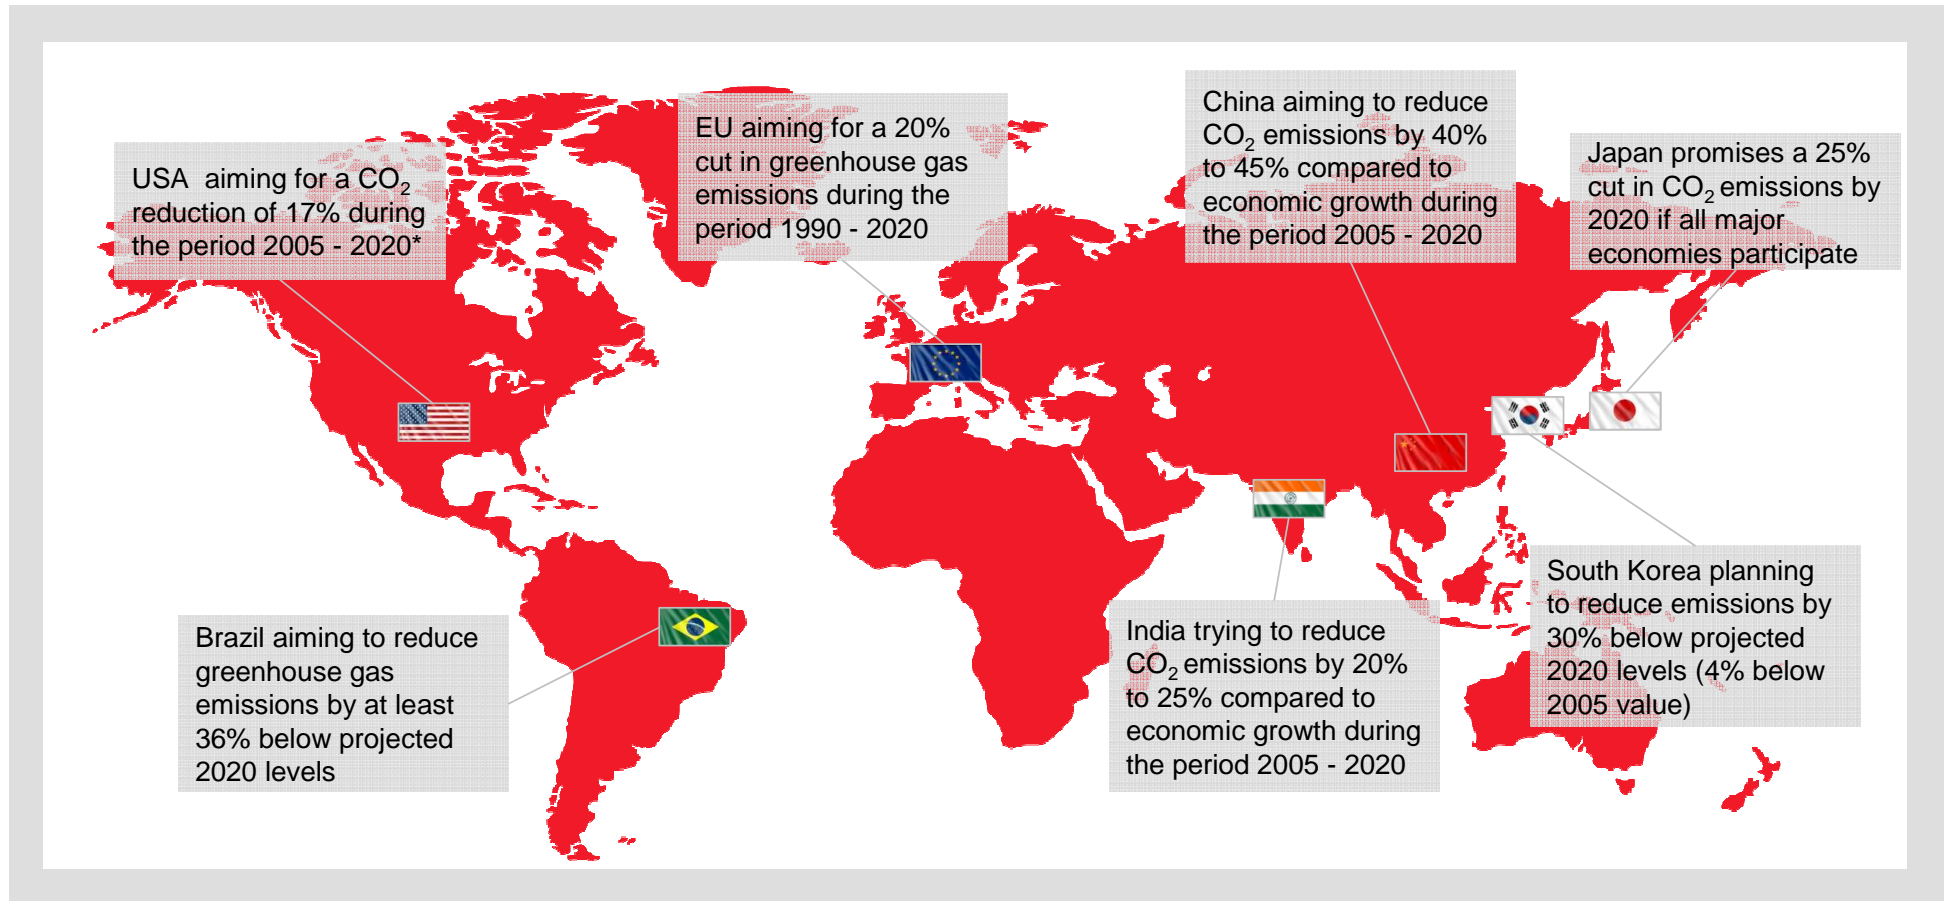 USA aiming for a CO₂
reduction of 17% during
the period 2005 - 2020*
EU aiming for a 20%
cut in greenhouse gas
emissions during the
period 1990 - 2020
China aiming to reduce
CO₂ emissions by 40%
to 45% compared to
economic growth during
the period 2005 - 2020
Japan promises a 25%
cut in CO₂ emissions by
2020 if all major
economies participate
Brazil aiming to reduce
greenhouse gas
emissions by at least
36% below projected
2020 levels
India trying to reduce
CO₂ emissions by 20%
to 25% compared to
economic growth during
the period 2005 - 2020
South Korea planning
to reduce emissions by
30% below projected
2020 levels (4% below
2005 value)